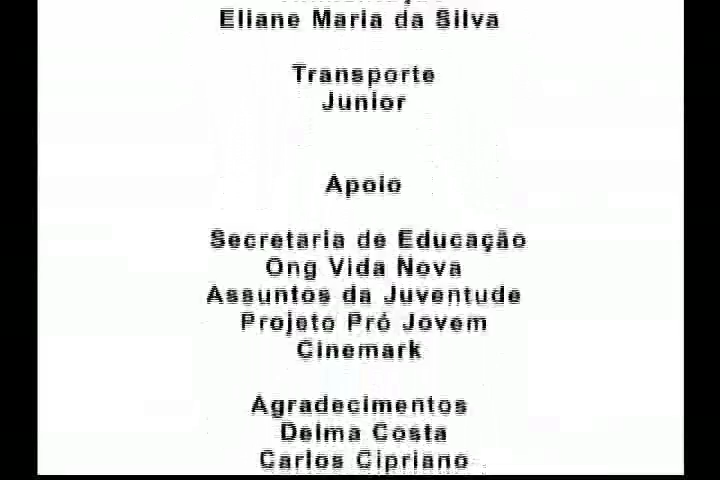 Eliane Maria da Silva
Transporte
Junior
Apoio
Secretaria de Educação
Ong Vida Nova
Assuntos da Juventude
Projeto Pró Jovem
Cinemark
Agradecimentos
Delma Costa
Carlos Cipriano